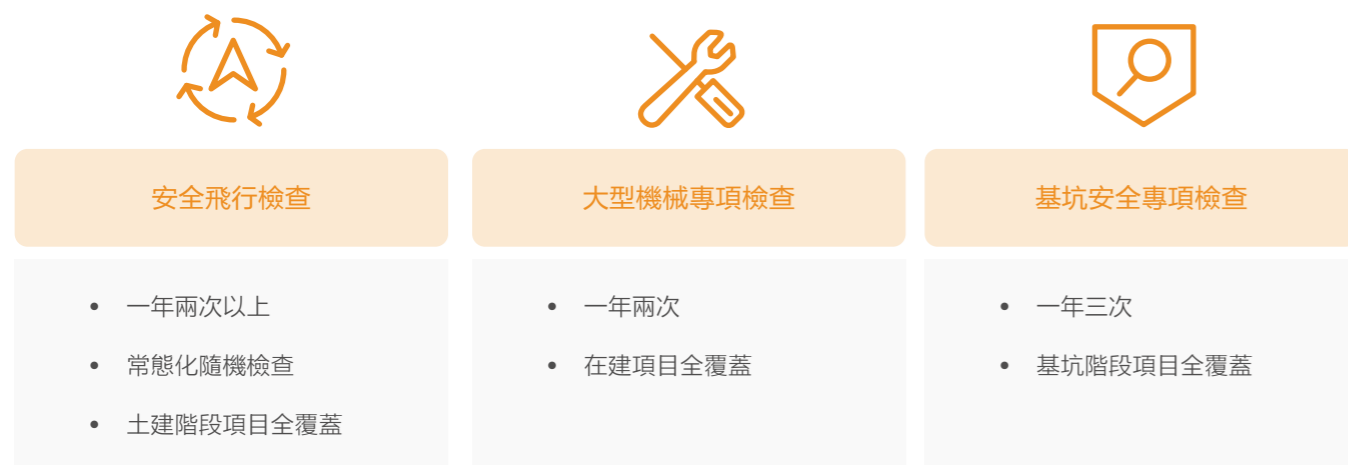 安全飛行檢查
• 一年兩次以上
• 常態化隨機檢查
• 土建階段項目全覆蓋
大型機械專項檢查
• 一年兩次
• 在建項目全覆蓋
基坑安全專項檢查
• 一年三次
• 基坑階段項目全覆蓋